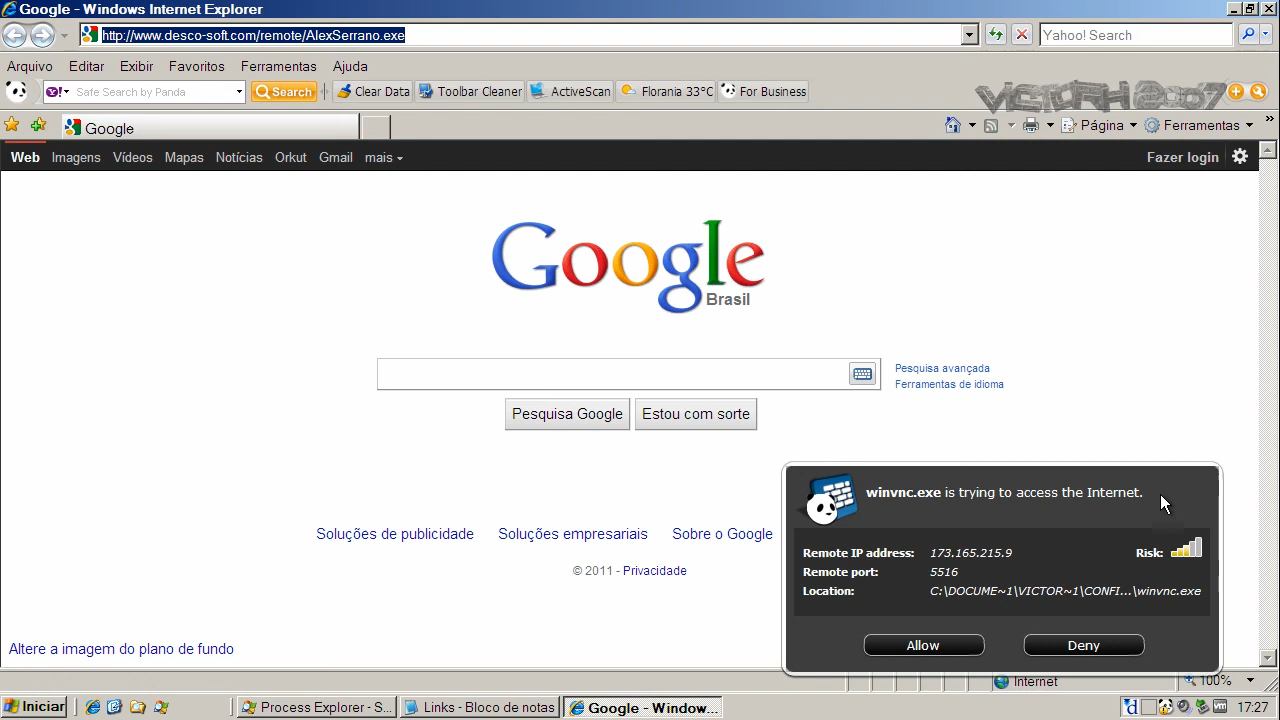 Google - Windows Internet Explorer
http://www.desco-soft.com/remote/AlexSerrano.exe
Yahoo! Search
Arquivo Editar Exibir Favoritos Ferramentas Ajuda
Y! Safe Search by Panda Search Clear Data Toolbar Cleaner ActiveScan Florania 33°C For Business
VICTORH 2007
Google
Página Ferramentas »
Web Imagens Vídeos Mapas Notícias Orkut Gmail mais
Fazer login
Google
Brasil
Pesquisa avançada
Ferramentas de idioma
Pesquisa Google Estou com sorte
Soluções de publicidade Soluções empresariais Sobre o Google
© 2011 - Privacidade
Altere a imagem do plano de fundo
winvnc.exe is trying to access the Internet.
Remote IP address: 173.165.215.9 Risk:
Remote port: 5516
Location: C:\DOCUME~1\VICTOR~1\CONFI...\winvnc.exe
Allow Deny
Internet 100%
Iniciar Process Explorer - S... Links - Bloco de notas Google - Window... 17:27